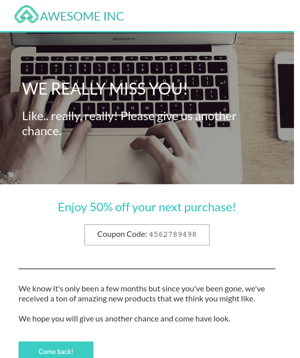 AWESOME INC
WE REALLY MISS YOU!
Like.. really, really! Please give us another
chance.
Enjoy 50% off your next purchase!
Coupon Code: 4562789498
We know it's only been a few months but since you've been gone, we've
received a ton of amazing new products that we think you might like.
We hope you will give us another chance and come have look.
Come back!